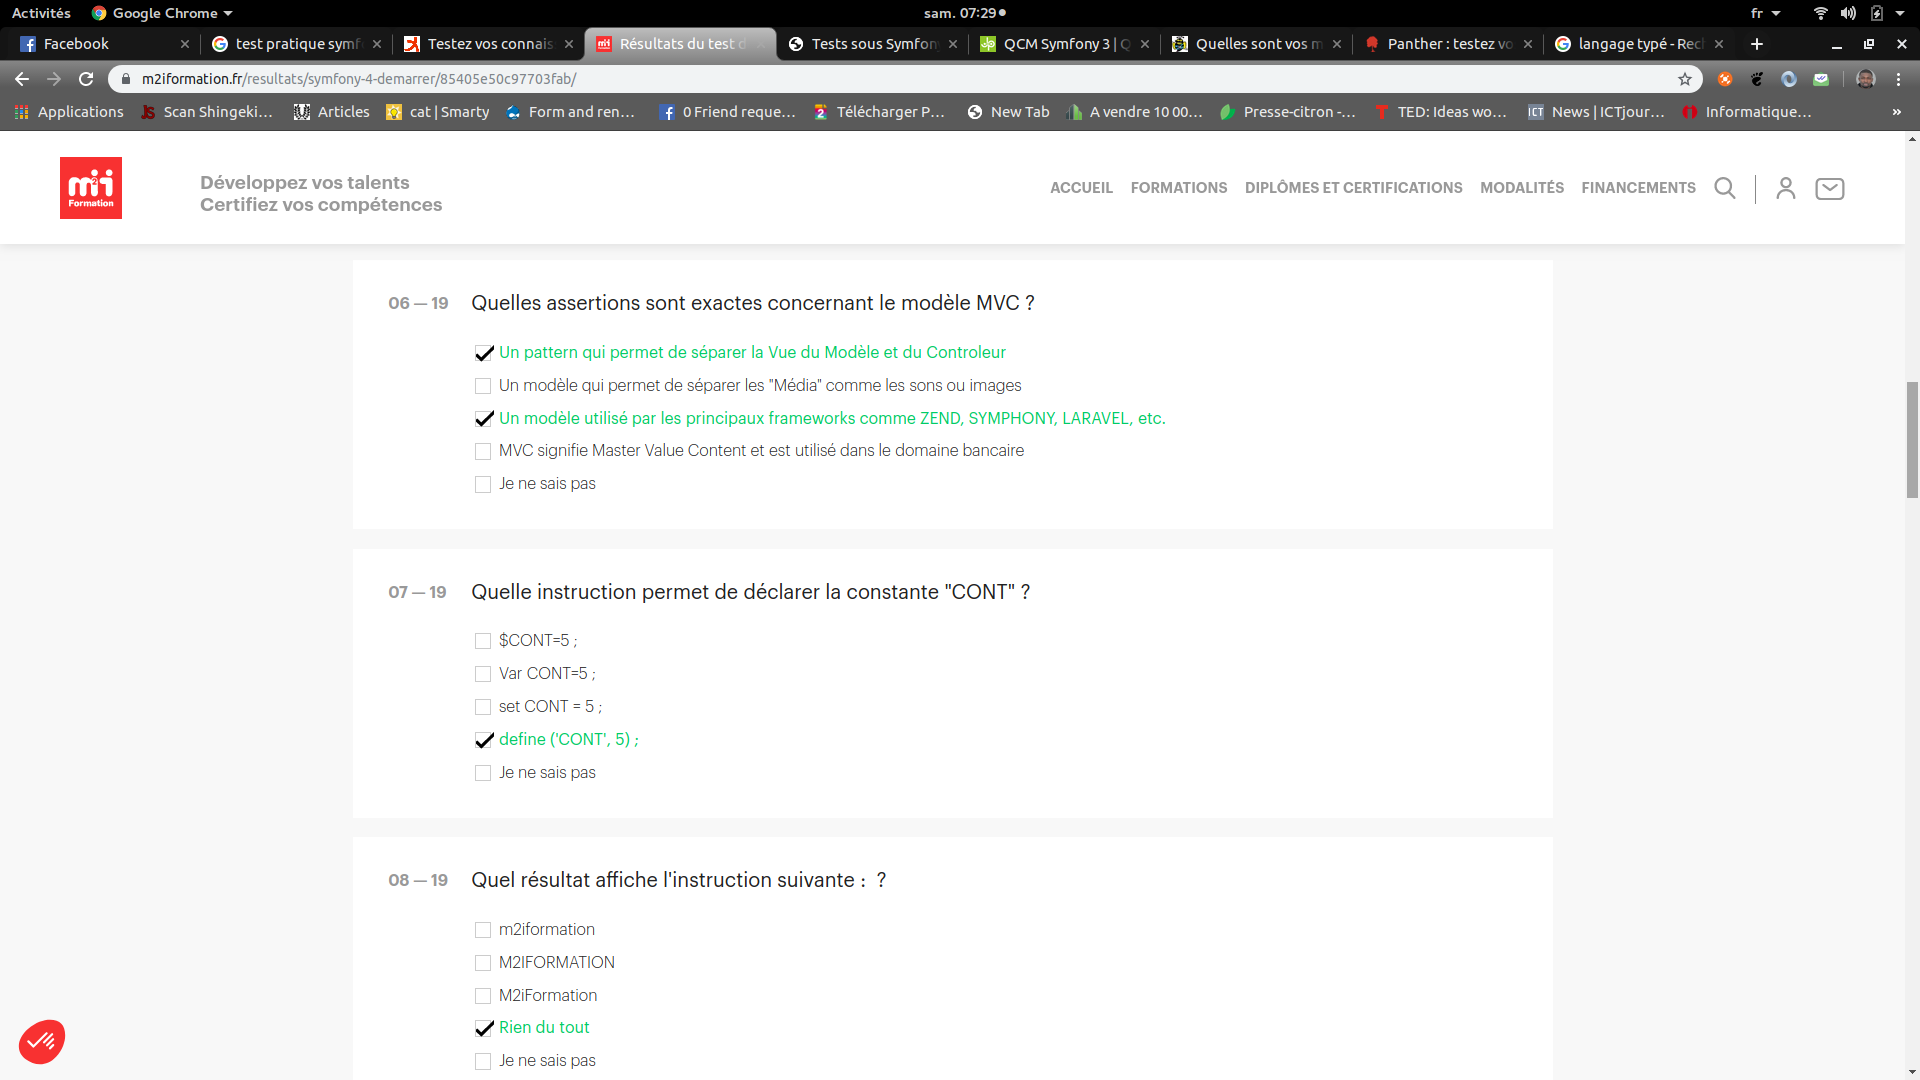 Activités
Google Chrome
sam. 07:29
fr
Facebook
test pratique symf
Testez vos connais
Résultats du test d
Tests sous Symfon
QCM Symfony 3 | Q
Quelles sont vos m
Panther : testez vo
langage typé - Rec
m2iformation.fr/resultats/symfony-4-demarrer/85405e50c97703fab/
Applications
Scan Shingeki...
Articles
cat | Smarty
Form and ren...
0 Friend reque...
Télécharger P...
New Tab
A vendre 10 00...
Presse-citron -...
TED: Ideas wo...
ICT
News | ICTjour...
Informatique...
»
m2i
Formation
Développez vos talents
Certifiez vos compétences
ACCUEIL
FORMATIONS
DIPLÔMES ET CERTIFICATIONS
MODALITÉS
FINANCEMENTS
06 — 19
Quelles assertions sont exactes concernant le modèle MVC ?
Un pattern qui permet de séparer la Vue du Modèle et du Controleur
Un modèle qui permet de séparer les "Média" comme les sons ou images
Un modèle utilisé par les principaux frameworks comme ZEND, SYMPHONY, LARAVEL, etc.
MVC signifie Master Value Content et est utilisé dans le domaine bancaire
Je ne sais pas
07 — 19
Quelle instruction permet de déclarer la constante "CONT" ?
$CONT=5 ;
Var CONT=5 ;
set CONT = 5 ;
define ('CONT', 5) ;
Je ne sais pas
08 — 19
Quel résultat affiche l'instruction suivante :  ?
m2iformation
M2IFORMATION
M2iFormation
Rien du tout
Je ne sais pas